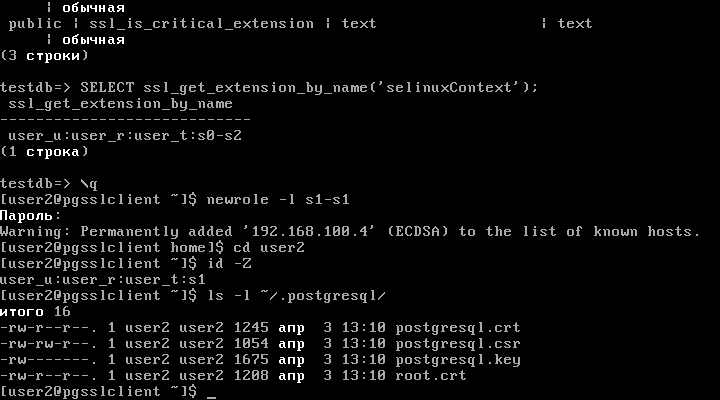 | обычная
public | ssl_is_critical_extension | text | text
| обычная
(3 строки)
testdb=> SELECT ssl_get_extension_by_name('selinuxContext');
ssl_get_extension_by_name
---------------------------
user_u:user_r:user_t:s0-s2
(1 строка)
testdb=> \q
[user2@pgsslclient ~]$ newrole -l s1-s1
Пароль:
Warning: Permanently added '192.168.100.4' (ECDSA) to the list of known hosts.
[user2@pgsslclient home]$ cd user2
[user2@pgsslclient ~]$ id -Z
user_u:user_r:user_t:s1
[user2@pgsslclient ~]$ ls -l ~/.postgresql/
итого 16
-rw-r--r--. 1 user2 user2 1245 апр 3 13:10 postgresql.crt
-rw-rw-r--. 1 user2 user2 1054 апр 3 13:10 postgresql.csr
-rw-------. 1 user2 user2 1675 апр 3 13:10 postgresql.key
-rw-r--r--. 1 user2 user2 1208 апр 3 13:10 root.crt
[user2@pgsslclient ~]$ _